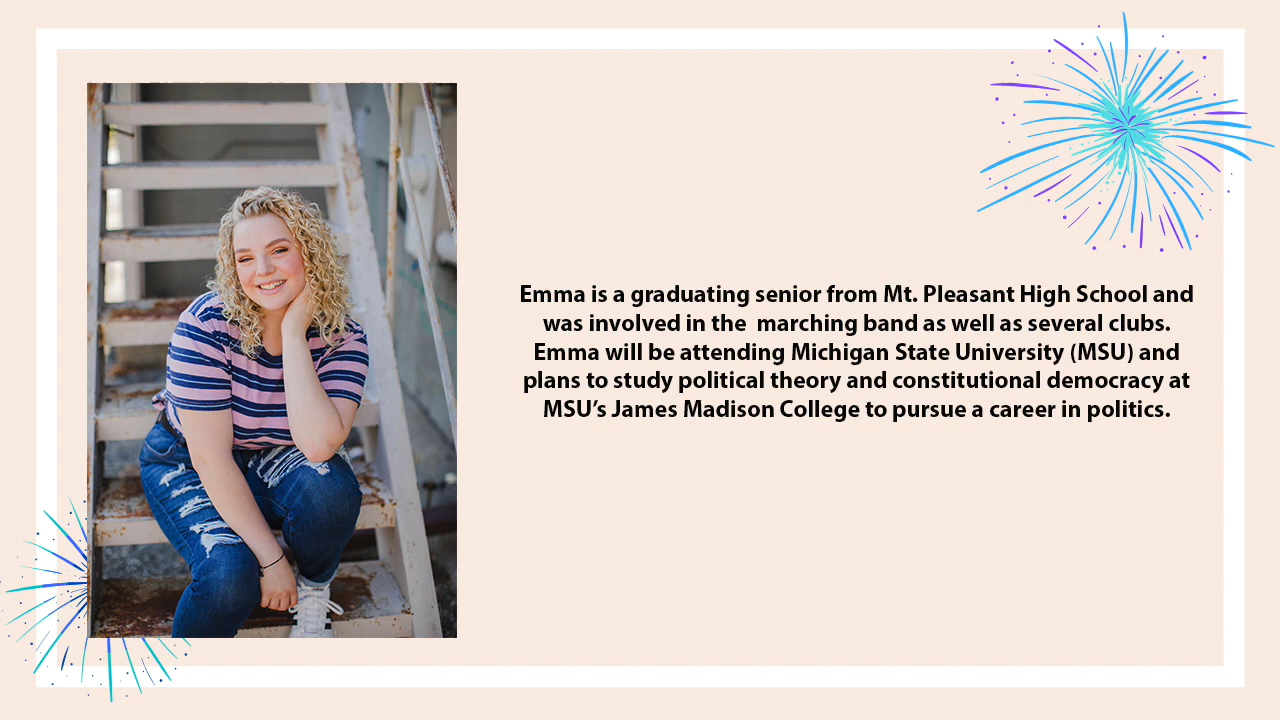 Emma is a graduating senior from Mt. Pleasant High School and
was involved in the  marching band as well as several clubs.
Emma will be attending Michigan State University (MSU) and
plans to study political theory and constitutional democracy at
MSU’s James Madison College to pursue a career in politics.